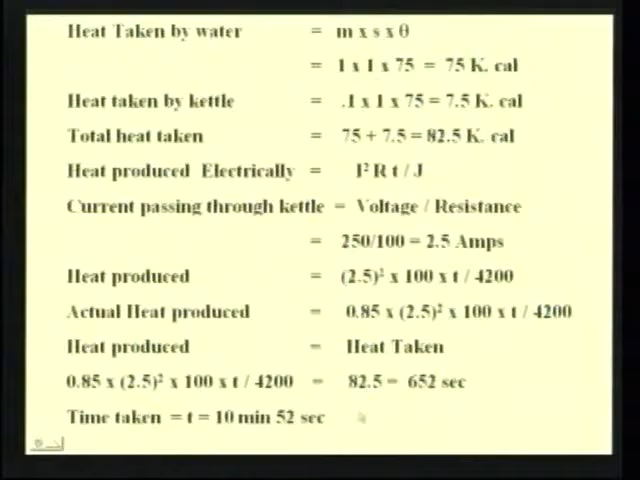 Heat Taken by water = m x s x θ
= 1 x 1 x 75 = 75 K. cal
Heat taken by kettle = .1 x 1 x 75 = 7.5 K. cal
Total heat taken = 75 + 7.5 = 82.5 K. cal
Heat produced Electrically = I² R t / J
Current passing through kettle = Voltage / Resistance
= 250/100 = 2.5 Amps
Heat produced = (2.5)² x 100 x t / 4200
Actual Heat produced = 0.85 x (2.5)² x 100 x t / 4200
Heat produced = Heat Taken
0.85 x (2.5)² x 100 x t / 4200 = 82.5 = 652 sec
Time taken = t = 10 min 52 sec